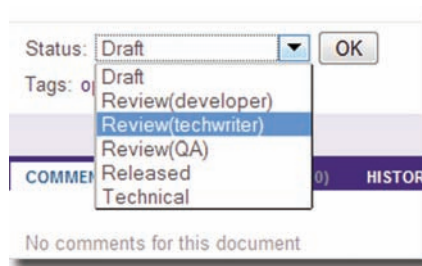 Status: Draft OK
Tags: o
Draft
Review(developer)
Review(techwriter)
Review(QA)
Released
Technical
COMMEN 0) HISTOR
No comments for this document